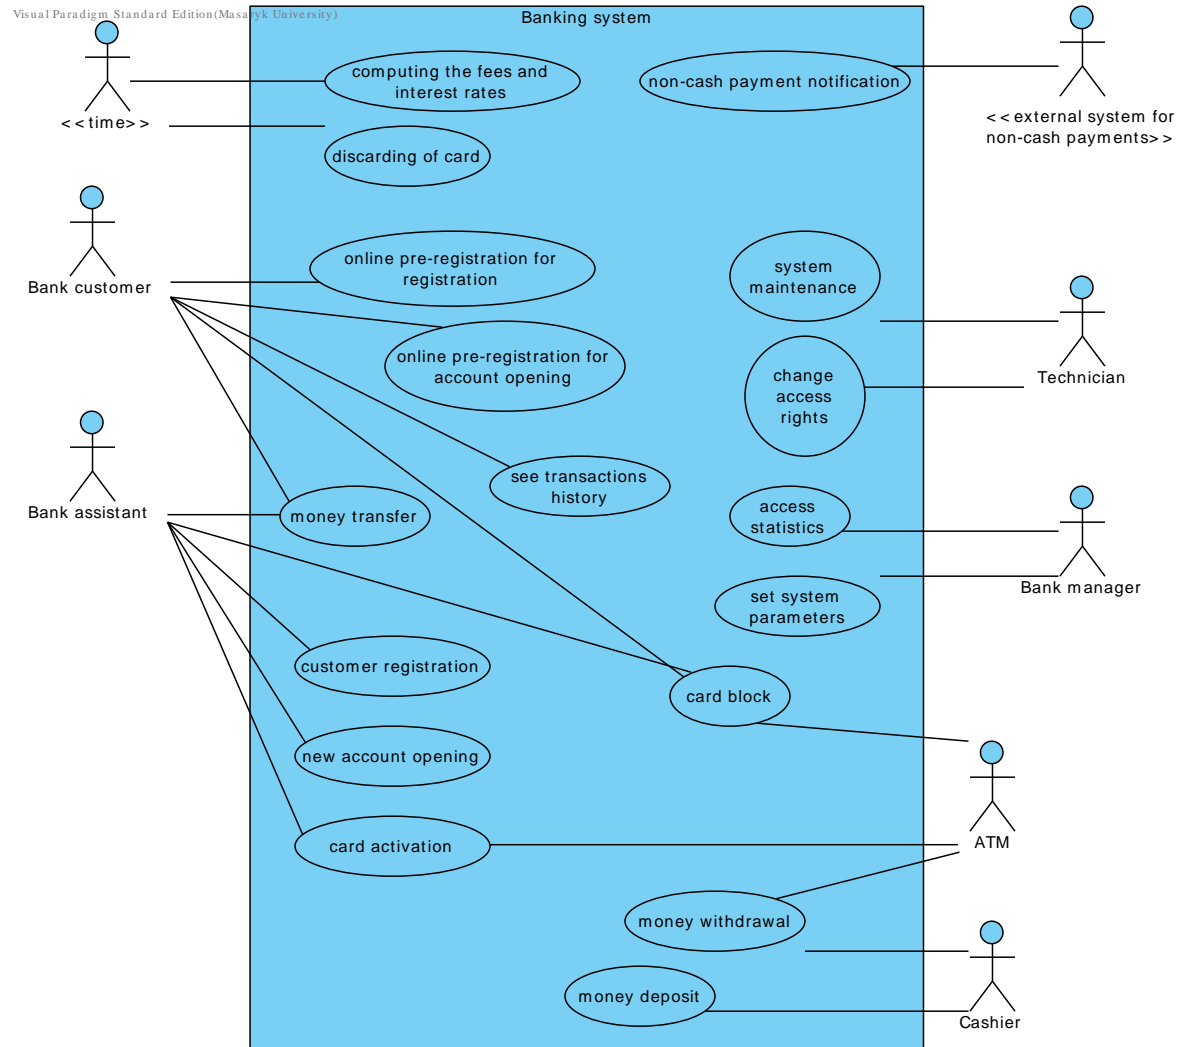 Visual Paradigm Standard Edition(Masaryk University)
Banking system
computing the fees and
interest rates
non-cash payment notification
<<time>>
<<external system for
non-cash payments>>
discarding of card
Bank customer
online pre-registration for
registration
system
maintenance
online pre-registration for
account opening
change
access
rights
Technician
Bank assistant
see transactions
history
money transfer
access
statistics
Bank manager
set system
parameters
customer registration
card block
new account opening
card activation
ATM
money withdrawal
money deposit
Cashier